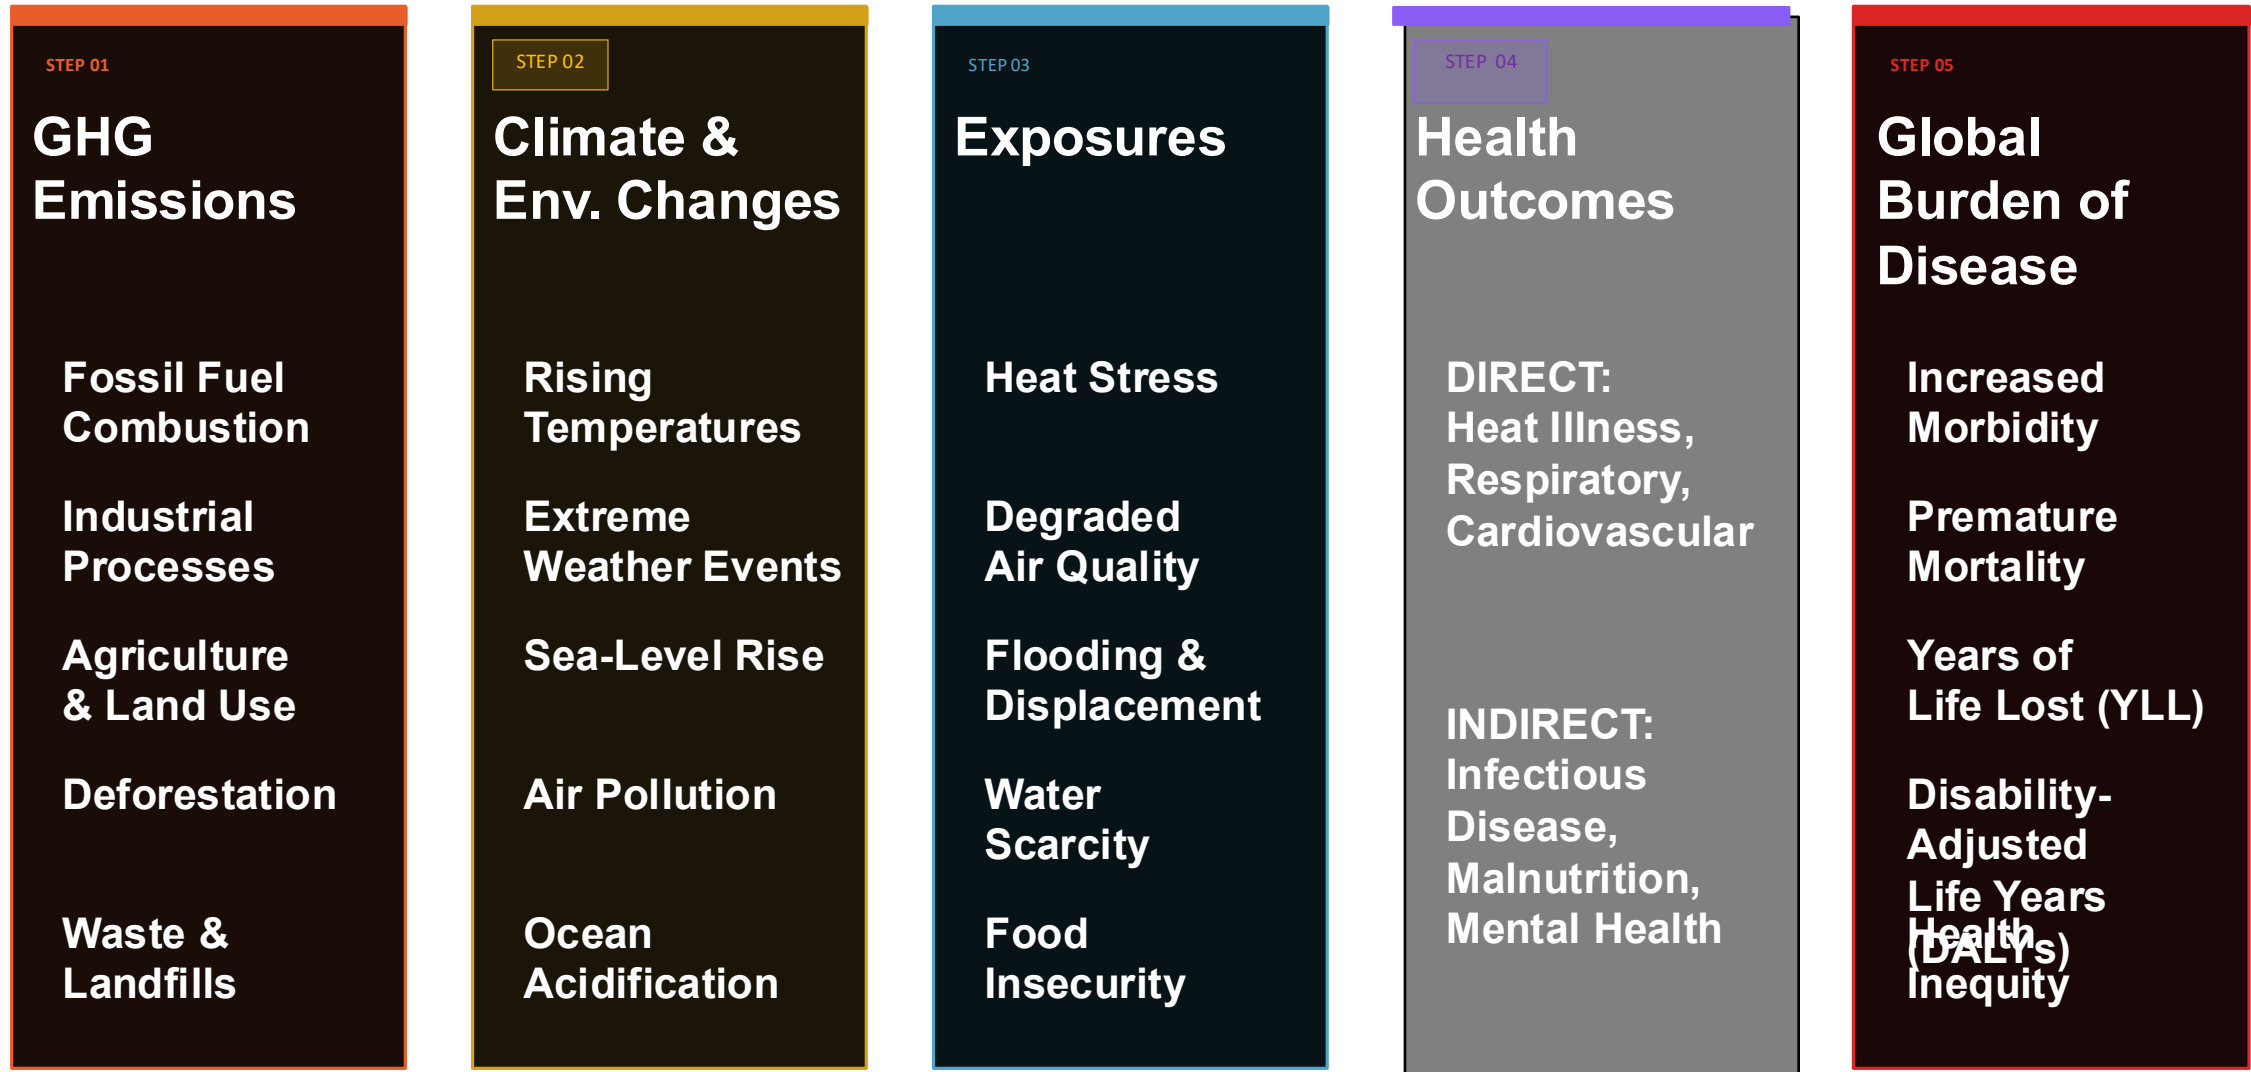 STEP 01
GHG
Emissions
Fossil Fuel
Combustion
Industrial
Processes
Agriculture
& Land Use
Deforestation
Waste &
Landfills
STEP 02
Climate &
Env. Changes
Rising
Temperatures
Extreme
Weather Events
Sea-Level Rise
Air Pollution
Ocean
Acidification
STEP 03
Exposures
Heat Stress
Degraded
Air Quality
Flooding &
Displacement
Water
Scarcity
Food
Insecurity
STEP 04
Health
Outcomes
DIRECT:
Heat Illness,
Respiratory,
Cardiovascular
INDIRECT:
Infectious
Disease,
Malnutrition,
Mental Health
STEP 05
Global
Burden of
Disease
Increased
Morbidity
Premature
Mortality
Years of
Life Lost (YLL)
Disability-
Adjusted
Life Years
(DALYs)
Health
Inequity